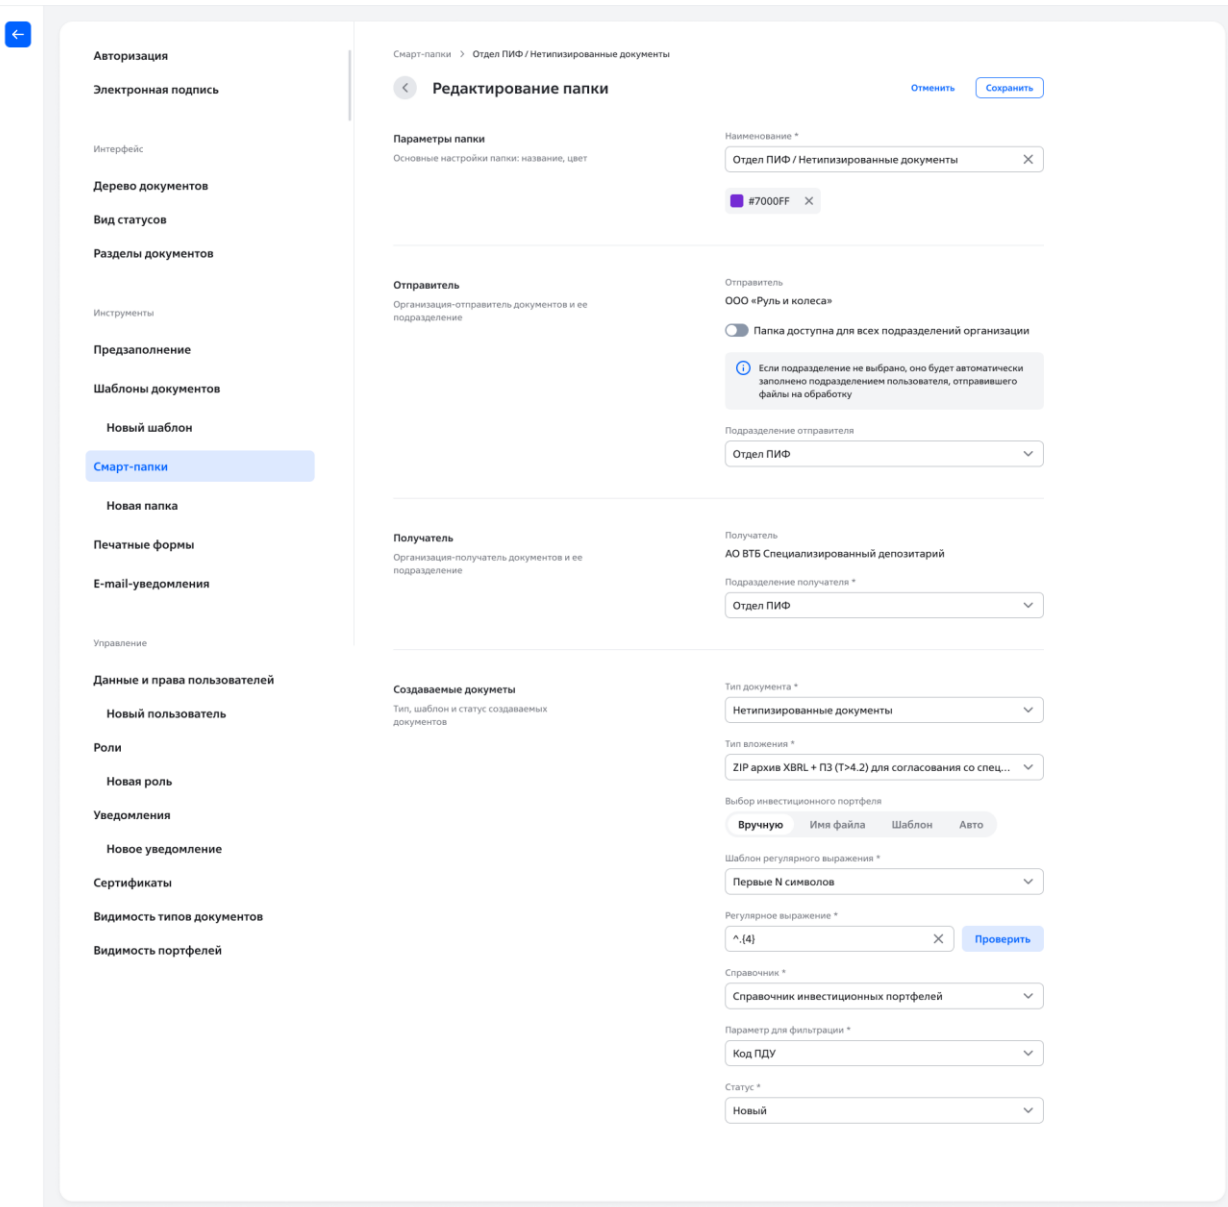 Авторизация
Электронная подпись
Интерфейс
Дерево документов
Вид статусов
Разделы документов
Инструменты
Предзаполнение
Шаблоны документов
Новый шаблон
Смарт-папки
Новая папка
Печатные формы
E-mail-уведомления
Управление
Данные и права пользователей
Новый пользователь
Роли
Новая роль
Уведомления
Новое уведомление
Сертификаты
Видимость типов документов
Видимость портфелей
Смарт-папки > Отдел ПИФ / Нетипизированные документы
Редактирование папки
Отменить
Сохранить
Параметры папки
Основные настройки папки: название, цвет
Наименование *
Отдел ПИФ / Нетипизированные документы
#7000FF
Отправитель
Организация-отправитель документов и ее
подразделение
Отправитель
ООО «Руль и колеса»
Папка доступна для всех подразделений организации
Если подразделение не выбрано, оно будет автоматически
заполнено подразделением пользователя, отправившего
файлы на обработку
Подразделение отправителя
Отдел ПИФ
Получатель
Организация-получатель документов и ее
подразделение
Получатель
АО ВТБ Специализированный депозитарий
Подразделение получателя *
Отдел ПИФ
Создаваемые докуметы
Тип, шаблон и статус создаваемых
документов
Тип документа *
Нетипизированные документы
Тип вложения *
ZIP архив XBRL + ПЗ (T>4.2) для согласования со спец...
Выбор инвестиционного портфеля
Вручную Имя файла Шаблон Авто
Шаблон регулярного выражения *
Первые N символов
Регулярное выражение *
^.{4}
Проверить
Справочник *
Справочник инвестиционных портфелей
Параметр для фильтрации *
Код ПДУ
Статус *
Новый